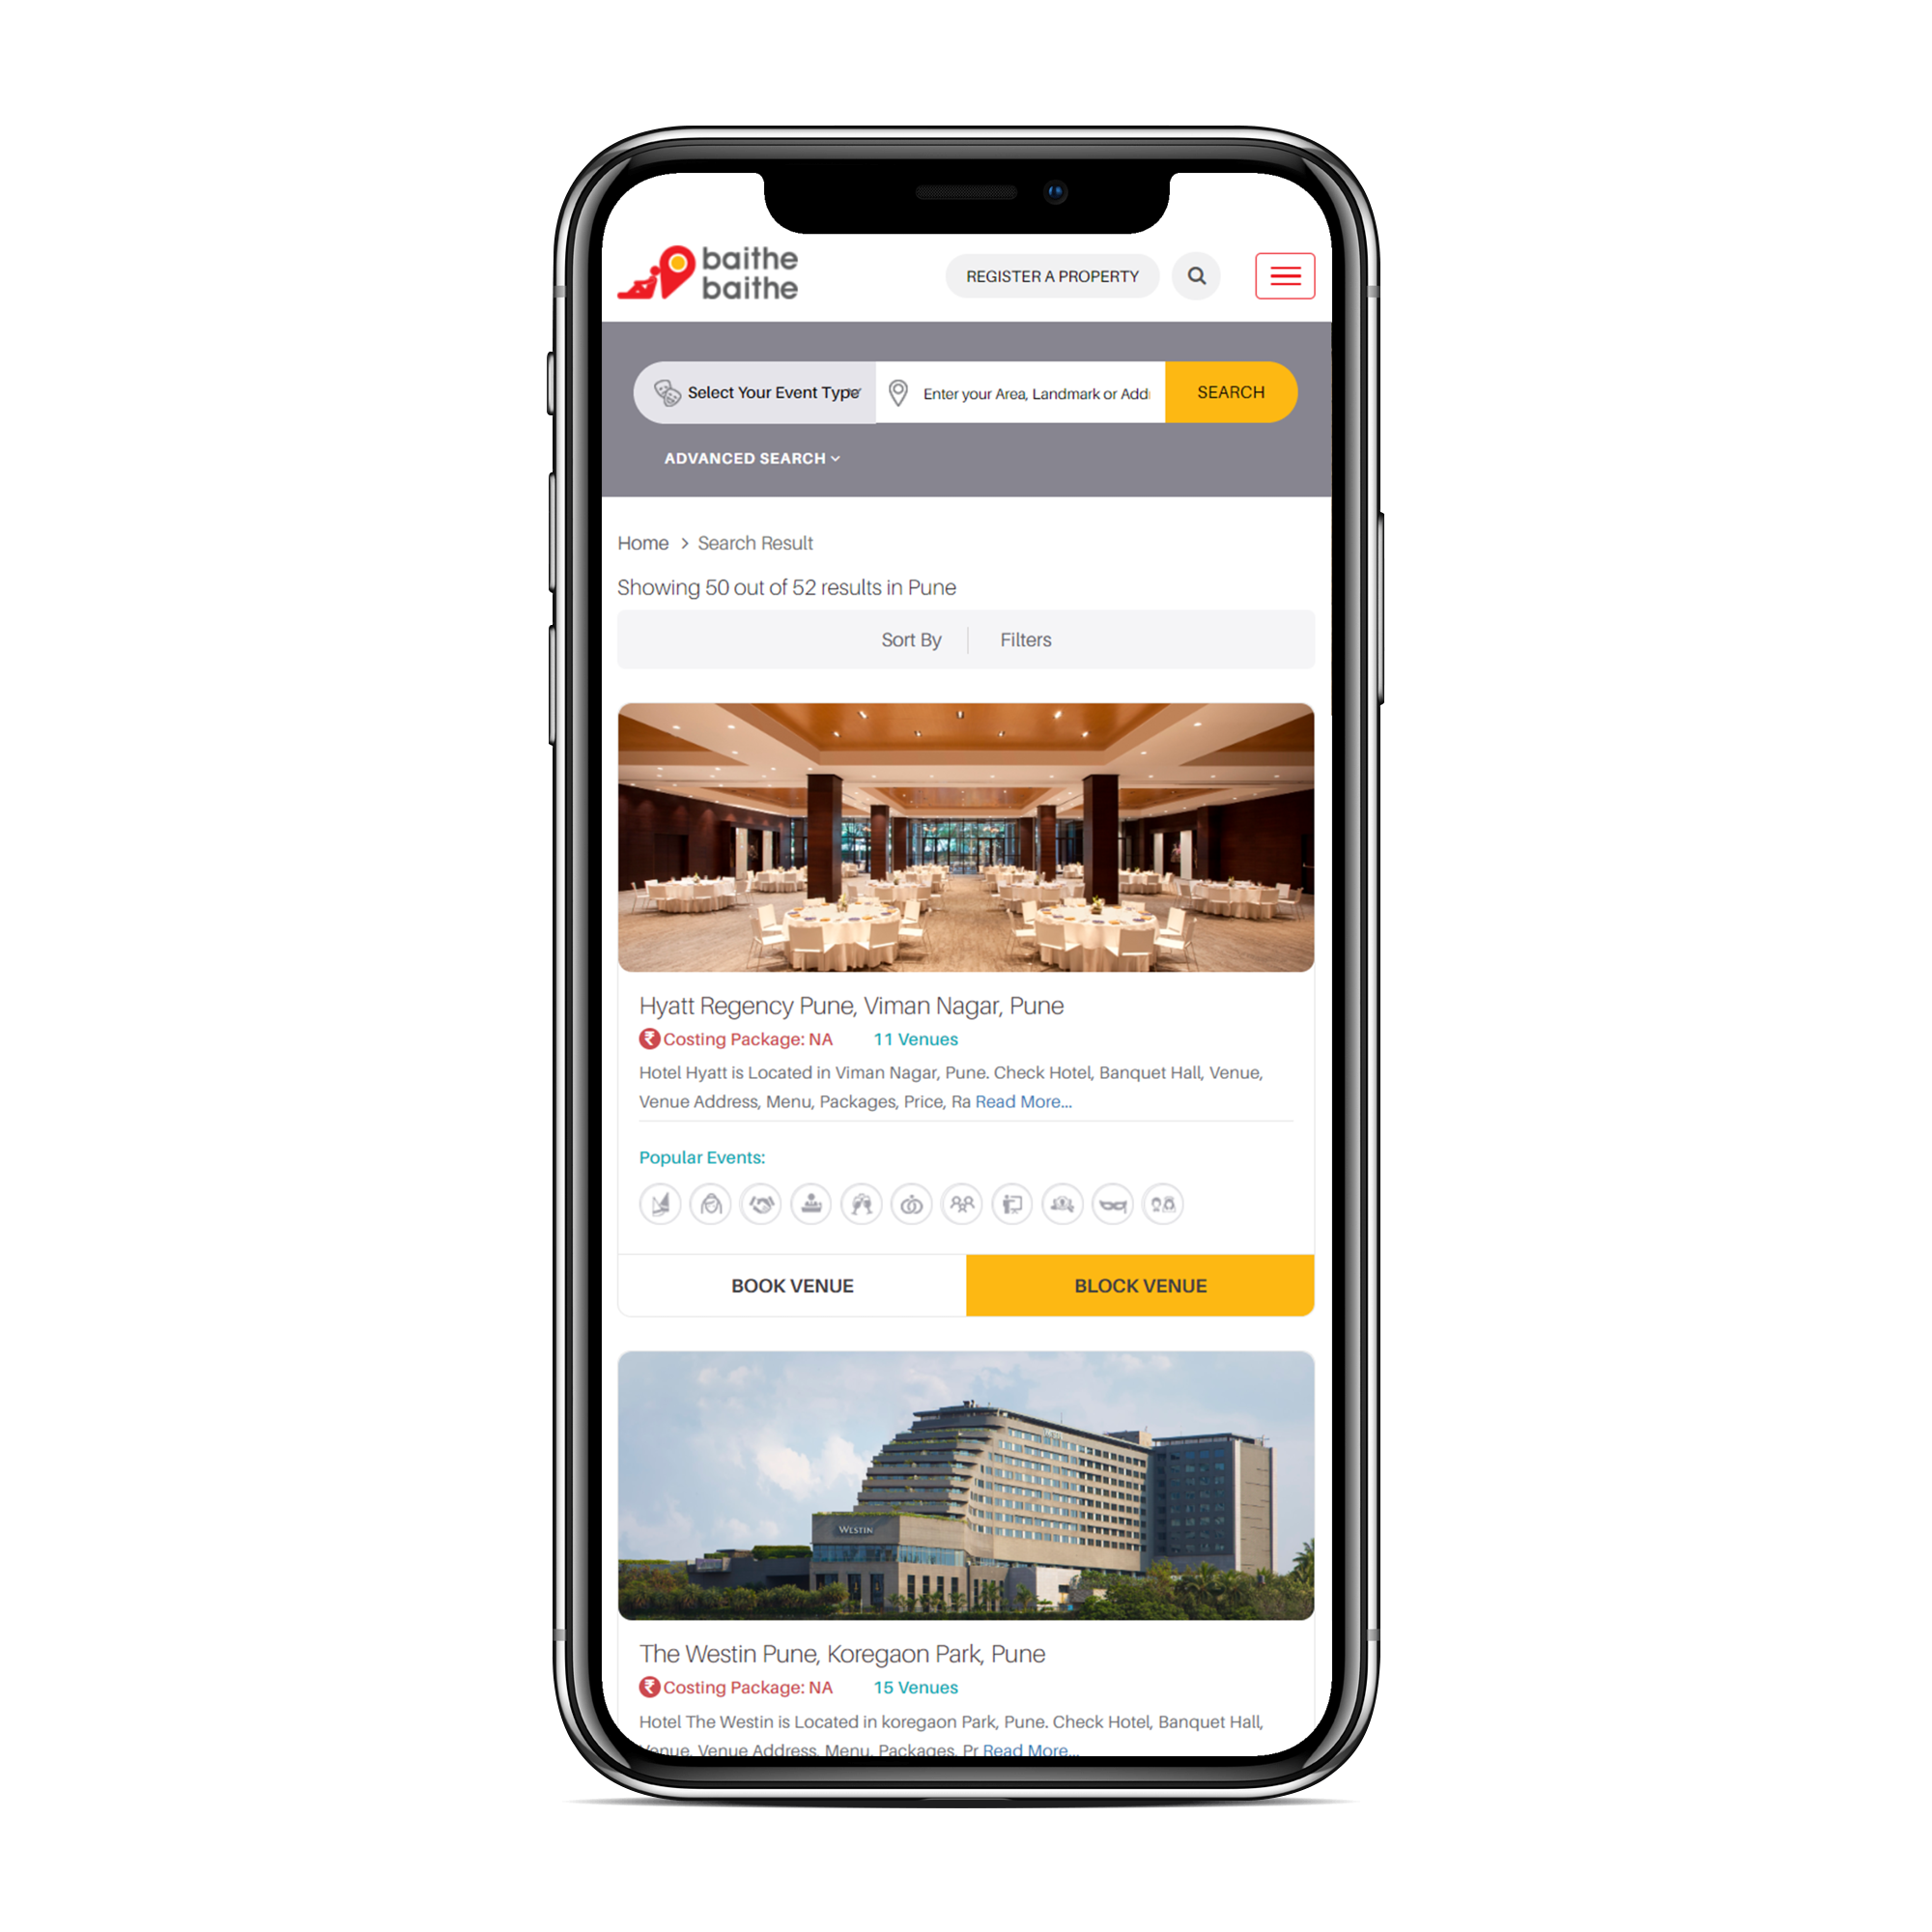 baithe
baithe
REGISTER A PROPERTY
Select Your Event Type
Enter your Area, Landmark or Add
SEARCH
ADVANCED SEARCH
Home > Search Result
Showing 50 out of 52 results in Pune
Sort By
Filters
Hyatt Regency Pune, Viman Nagar, Pune
₹ Costing Package: NA 11 Venues
Hotel Hyatt is Located in Viman Nagar, Pune. Check Hotel, Banquet Hall, Venue,
Venue Address, Menu, Packages, Price, Ra Read More...
Popular Events:
BOOK VENUE
BLOCK VENUE
WESTIN
The Westin Pune, Koregaon Park, Pune
₹ Costing Package: NA 15 Venues
Hotel The Westin is Located in koregaon Park, Pune. Check Hotel, Banquet Hall,
Venue, Venue Address, Menu, Packages, Pr Read More...